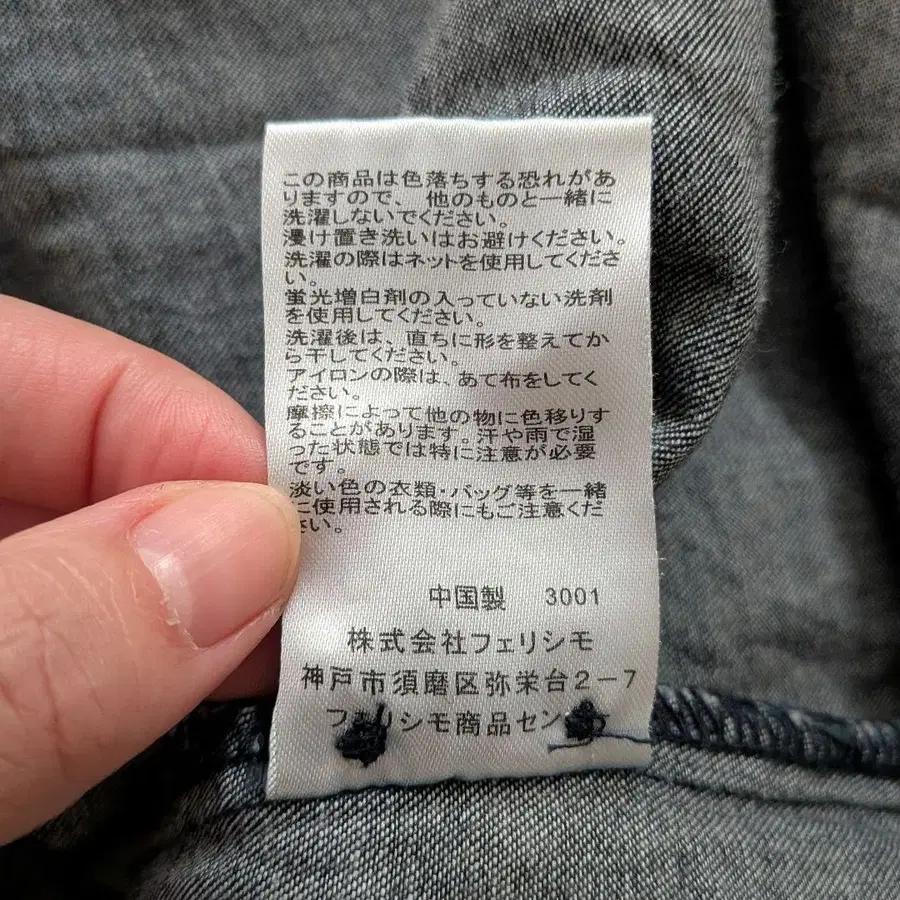 この商品は色落ちする恐れがあ
りますので、他のものと一緒に
洗濯しないでください。
浸け置き洗いはお避けください。
洗濯の際はネットを使用してくださ
い。
蛍光増白剤の入っていない洗剤
を使用してください。
洗濯後は、直ちに形を整えてか
ら干してください。
アイロンの際は、あて布をしてく
ださい。
摩擦によって他の物に色移りす
ることがあります。汗や雨で湿
った状態では特に注意が必要
です。
淡い色の衣類・バッグ等を一緒
に使用される際にもご注意くだ
さい。
中国製 3001
株式会社フェリシモ
神戸市須磨区弥栄台2-7
フェリシモ商品センター